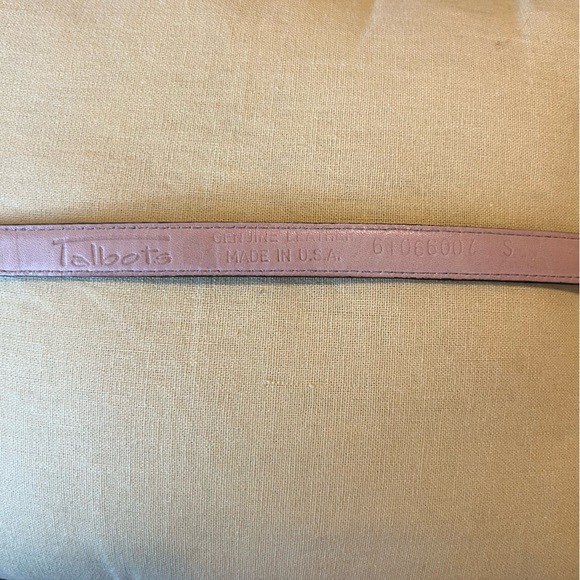 Talbots
GENUINE LEATHER
MADE IN U.S.A.
61066007 S